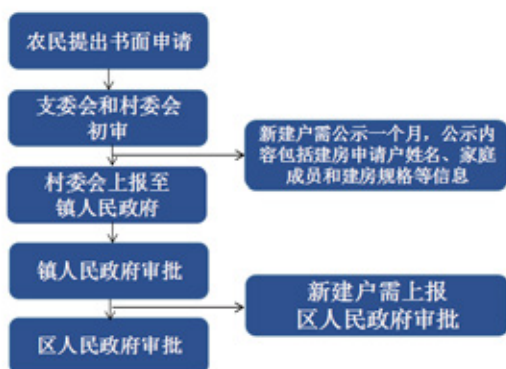 农民提出书面申请
支委会和村委会
初审
新建户需公示一个月，公示内
容包括建房申请户姓名、家庭
成员和建房规格等信息
村委会上报至
镇人民政府
镇人民政府审批
新建户需上报
区人民政府审批
区人民政府审批